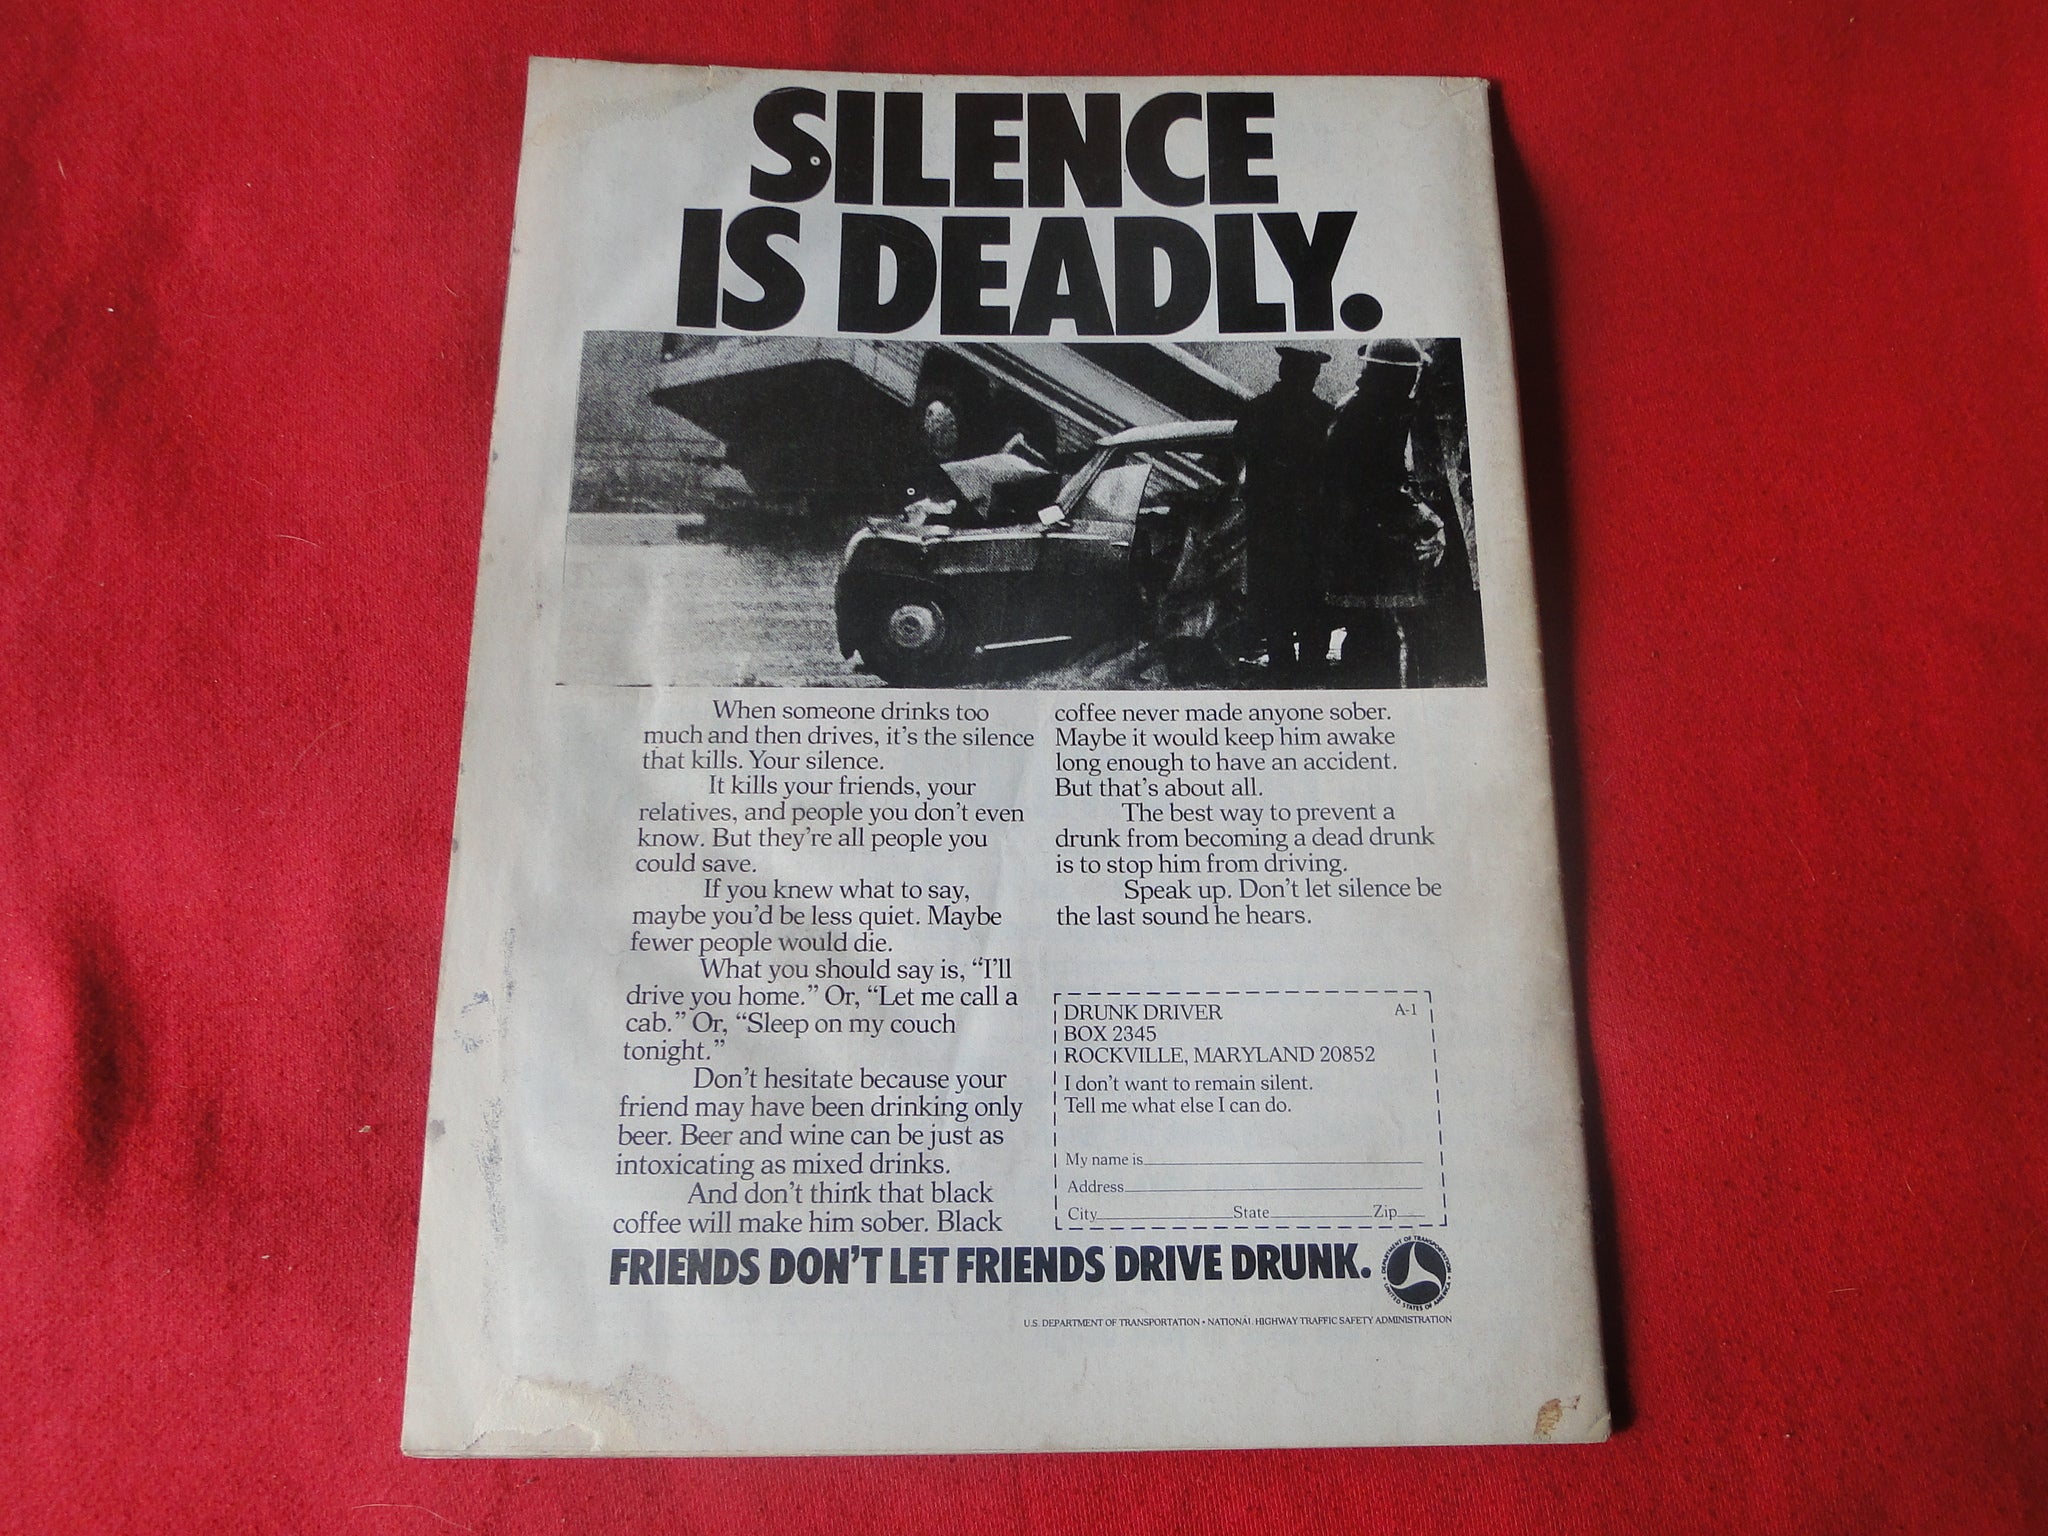 SILENCE
IS DEADLY.
When someone drinks too
much and then drives, it's the silence
that kills. Your silence.
It kills your friends, your
relatives, and people you don't even
know. But they're all people you
could save.
If you knew what to say,
maybe you'd be less quiet. Maybe
fewer people would die.
What you should say is, “I'll
drive you home.” Or, “Let me call a
cab.” Or, “Sleep on my couch
tonight.”
Don't hesitate because your
friend may have been drinking only
beer. Beer and wine can be just as
intoxicating as mixed drinks.
And don't think that black
coffee will make him sober. Black
coffee never made anyone sober.
Maybe it would keep him awake
long enough to have an accident.
But that's about all.
The best way to prevent a
drunk from becoming a dead drunk
is to stop him from driving.
Speak up. Don't let silence be
the last sound he hears.
DRUNK DRIVER A-1
BOX 2345
ROCKVILLE, MARYLAND 20852
I don't want to remain silent.
Tell me what else I can do.
My name is
Address
City State Zip
FRIENDS DON'T LET FRIENDS DRIVE DRUNK.
DEPARTMENT OF TRANSPORTATION
UNITED STATES OF AMERICA
U.S. DEPARTMENT OF TRANSPORTATION • NATIONAL HIGHWAY TRAFFIC SAFETY ADMINISTRATION